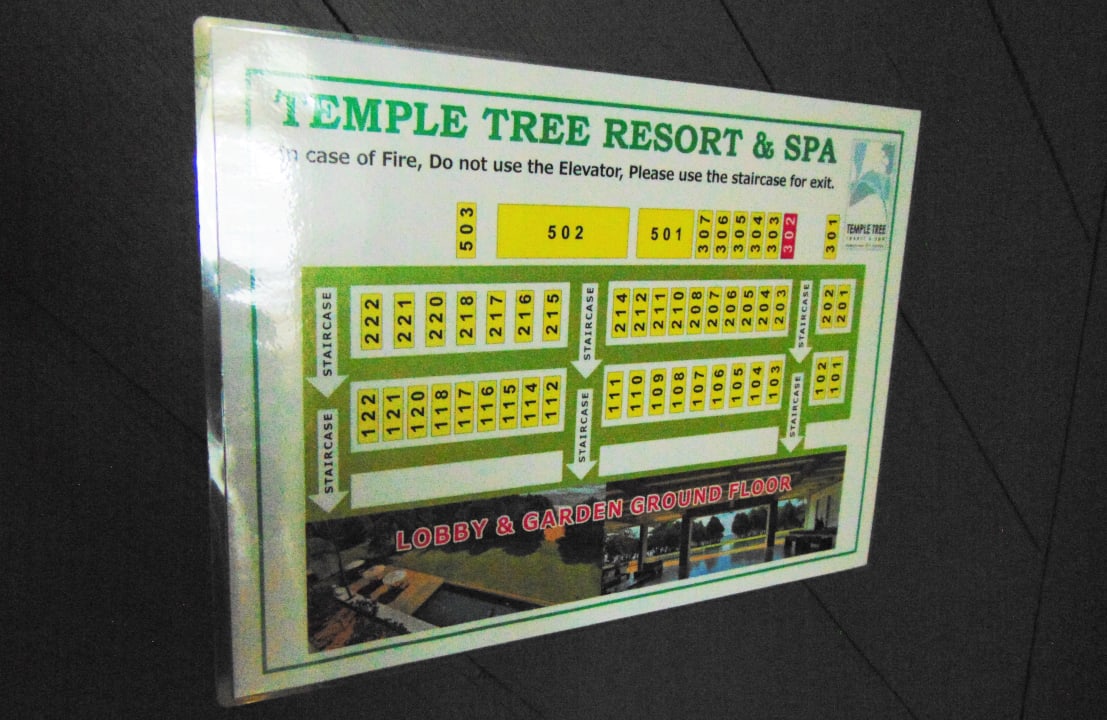 TEMPLE TREE RESORT & SPA
In case of Fire, Do not use the Elevator, Please use the staircase for exit.
TEMPLE TREE
503 502 501 307 306 305 304 303 302 301
STAIRCASE STAIRCASE STAIRCASE
222 221 220 218 217 216 215 214 212 211 210 208 207 206 205 204 203 202 201
STAIRCASE STAIRCASE STAIRCASE
122 121 120 118 117 116 115 114 112 111 110 109 108 107 106 105 104 103 102 101
LOBBY & GARDEN GROUND FLOOR